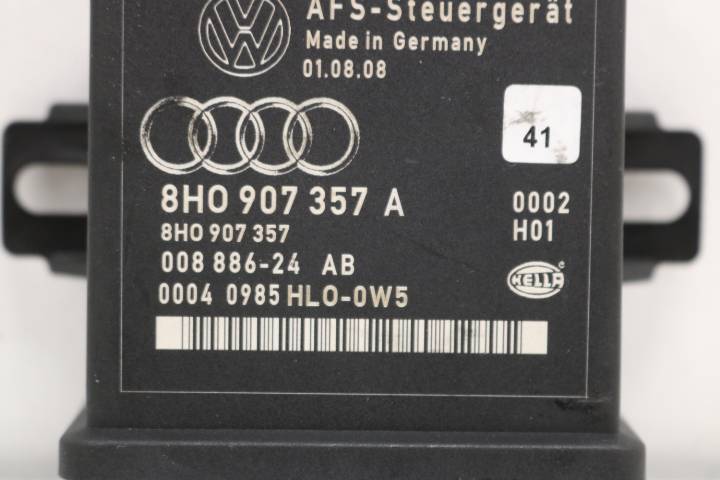 AFS-Steuergerät
Made in Germany
01.08.08
41
8H0 907 357 A 0002
8H0 907 357 H01
008 886-24 AB
HELLA
0004 0985 HLO-0W5